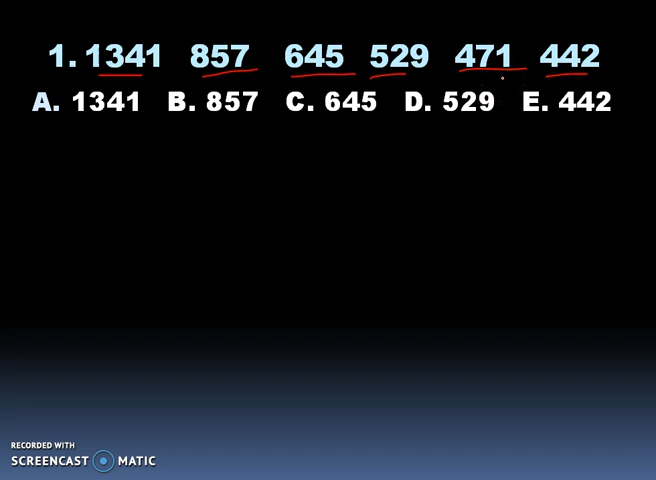 1. 1341 857 645 529 471 442
A. 1341 B. 857 C. 645 D. 529 E. 442
RECORDED WITH
SCREENCAST MATIC